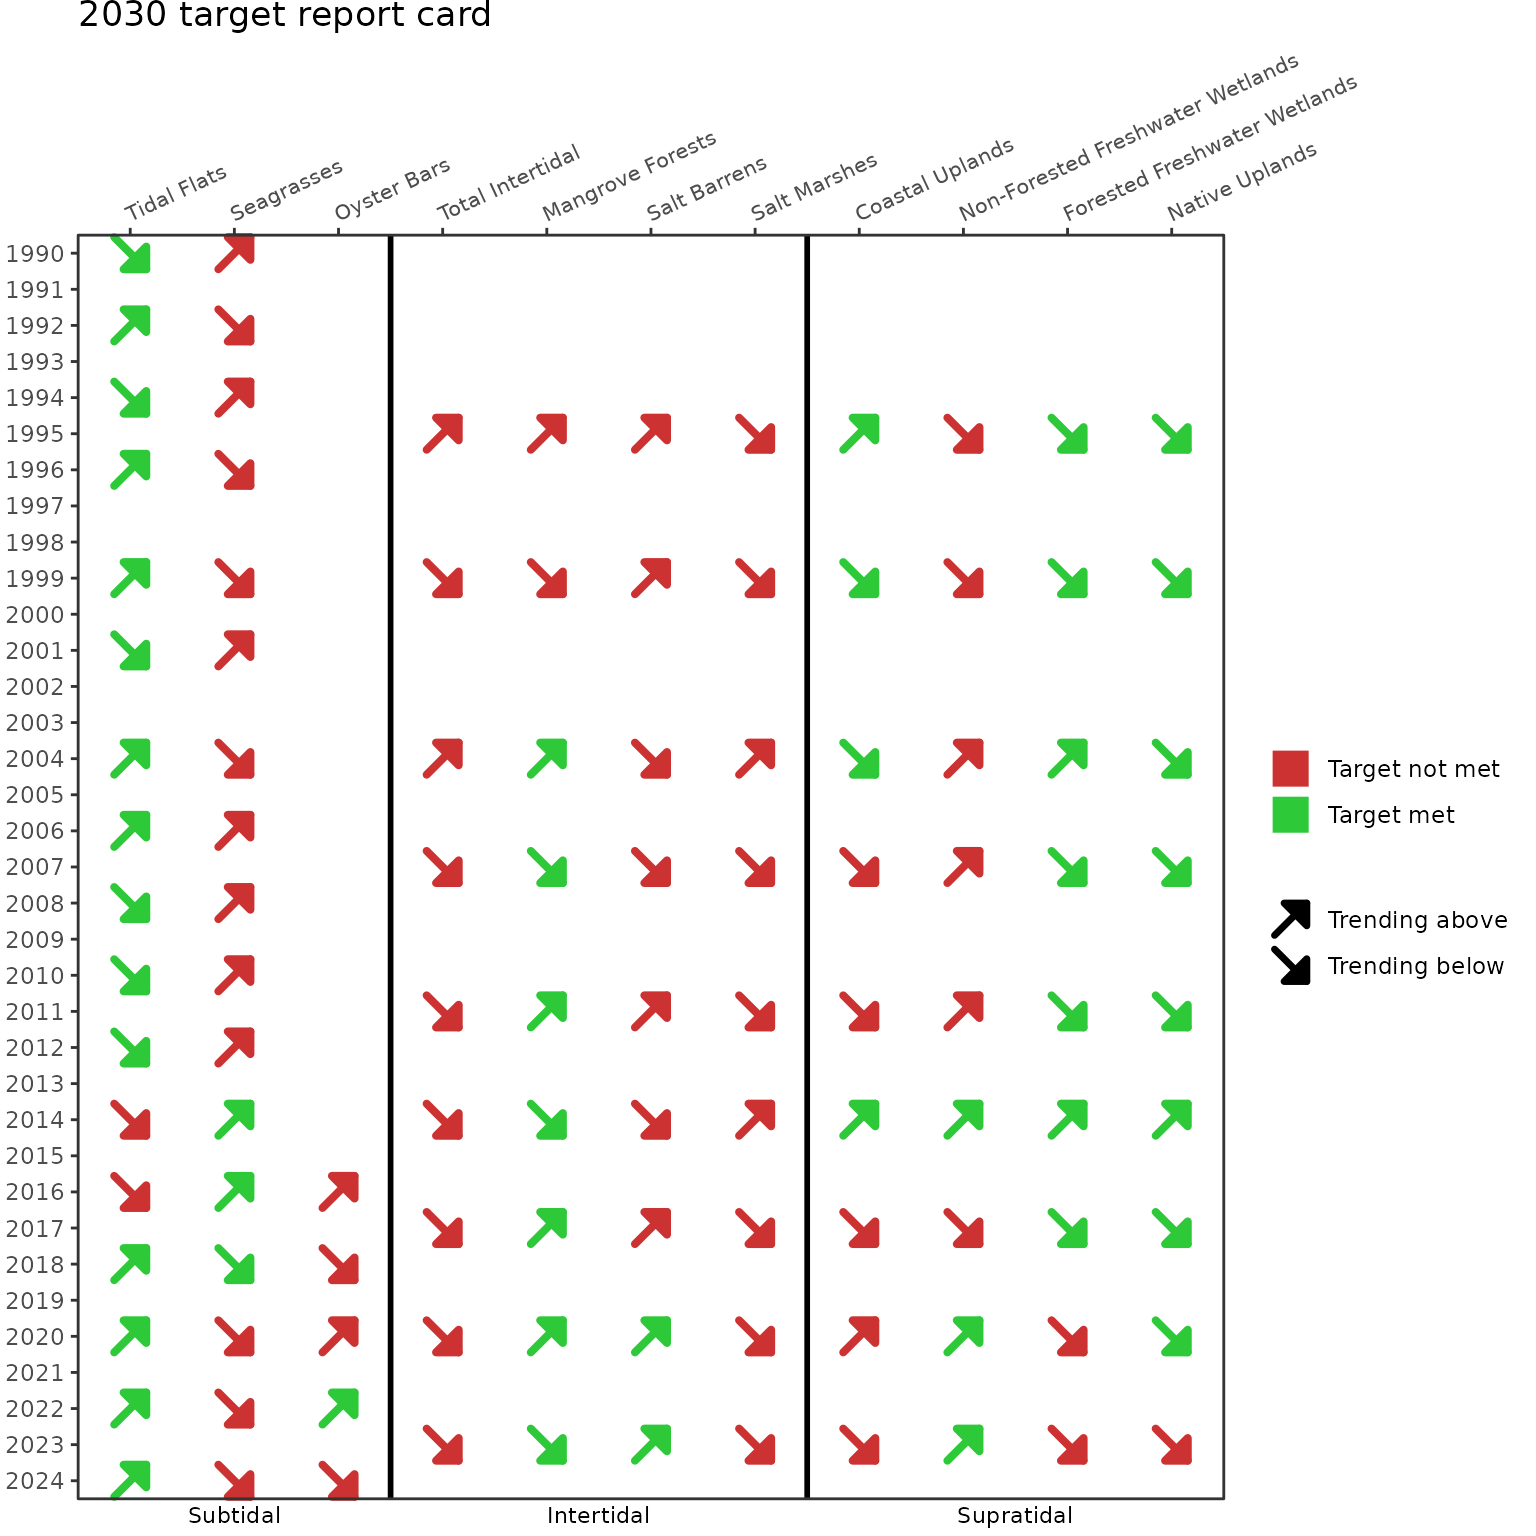 2030 target report card
Tidal Flats
Seagrasses
Oyster Bars
Total Intertidal
Mangrove Forests
Salt Barrens
Salt Marshes
Coastal Uplands
Non-Forested Freshwater Wetlands
Forested Freshwater Wetlands
Native Uplands
1990
1991
1992
1993
1994
1995
1996
1997
1998
1999
2000
2001
2002
2003
2004
2005
2006
2007
2008
2009
2010
2011
2012
2013
2014
2015
2016
2017
2018
2019
2020
2021
2022
2023
2024
Target not met
Target met
Trending above
Trending below
Subtidal
Intertidal
Supratidal